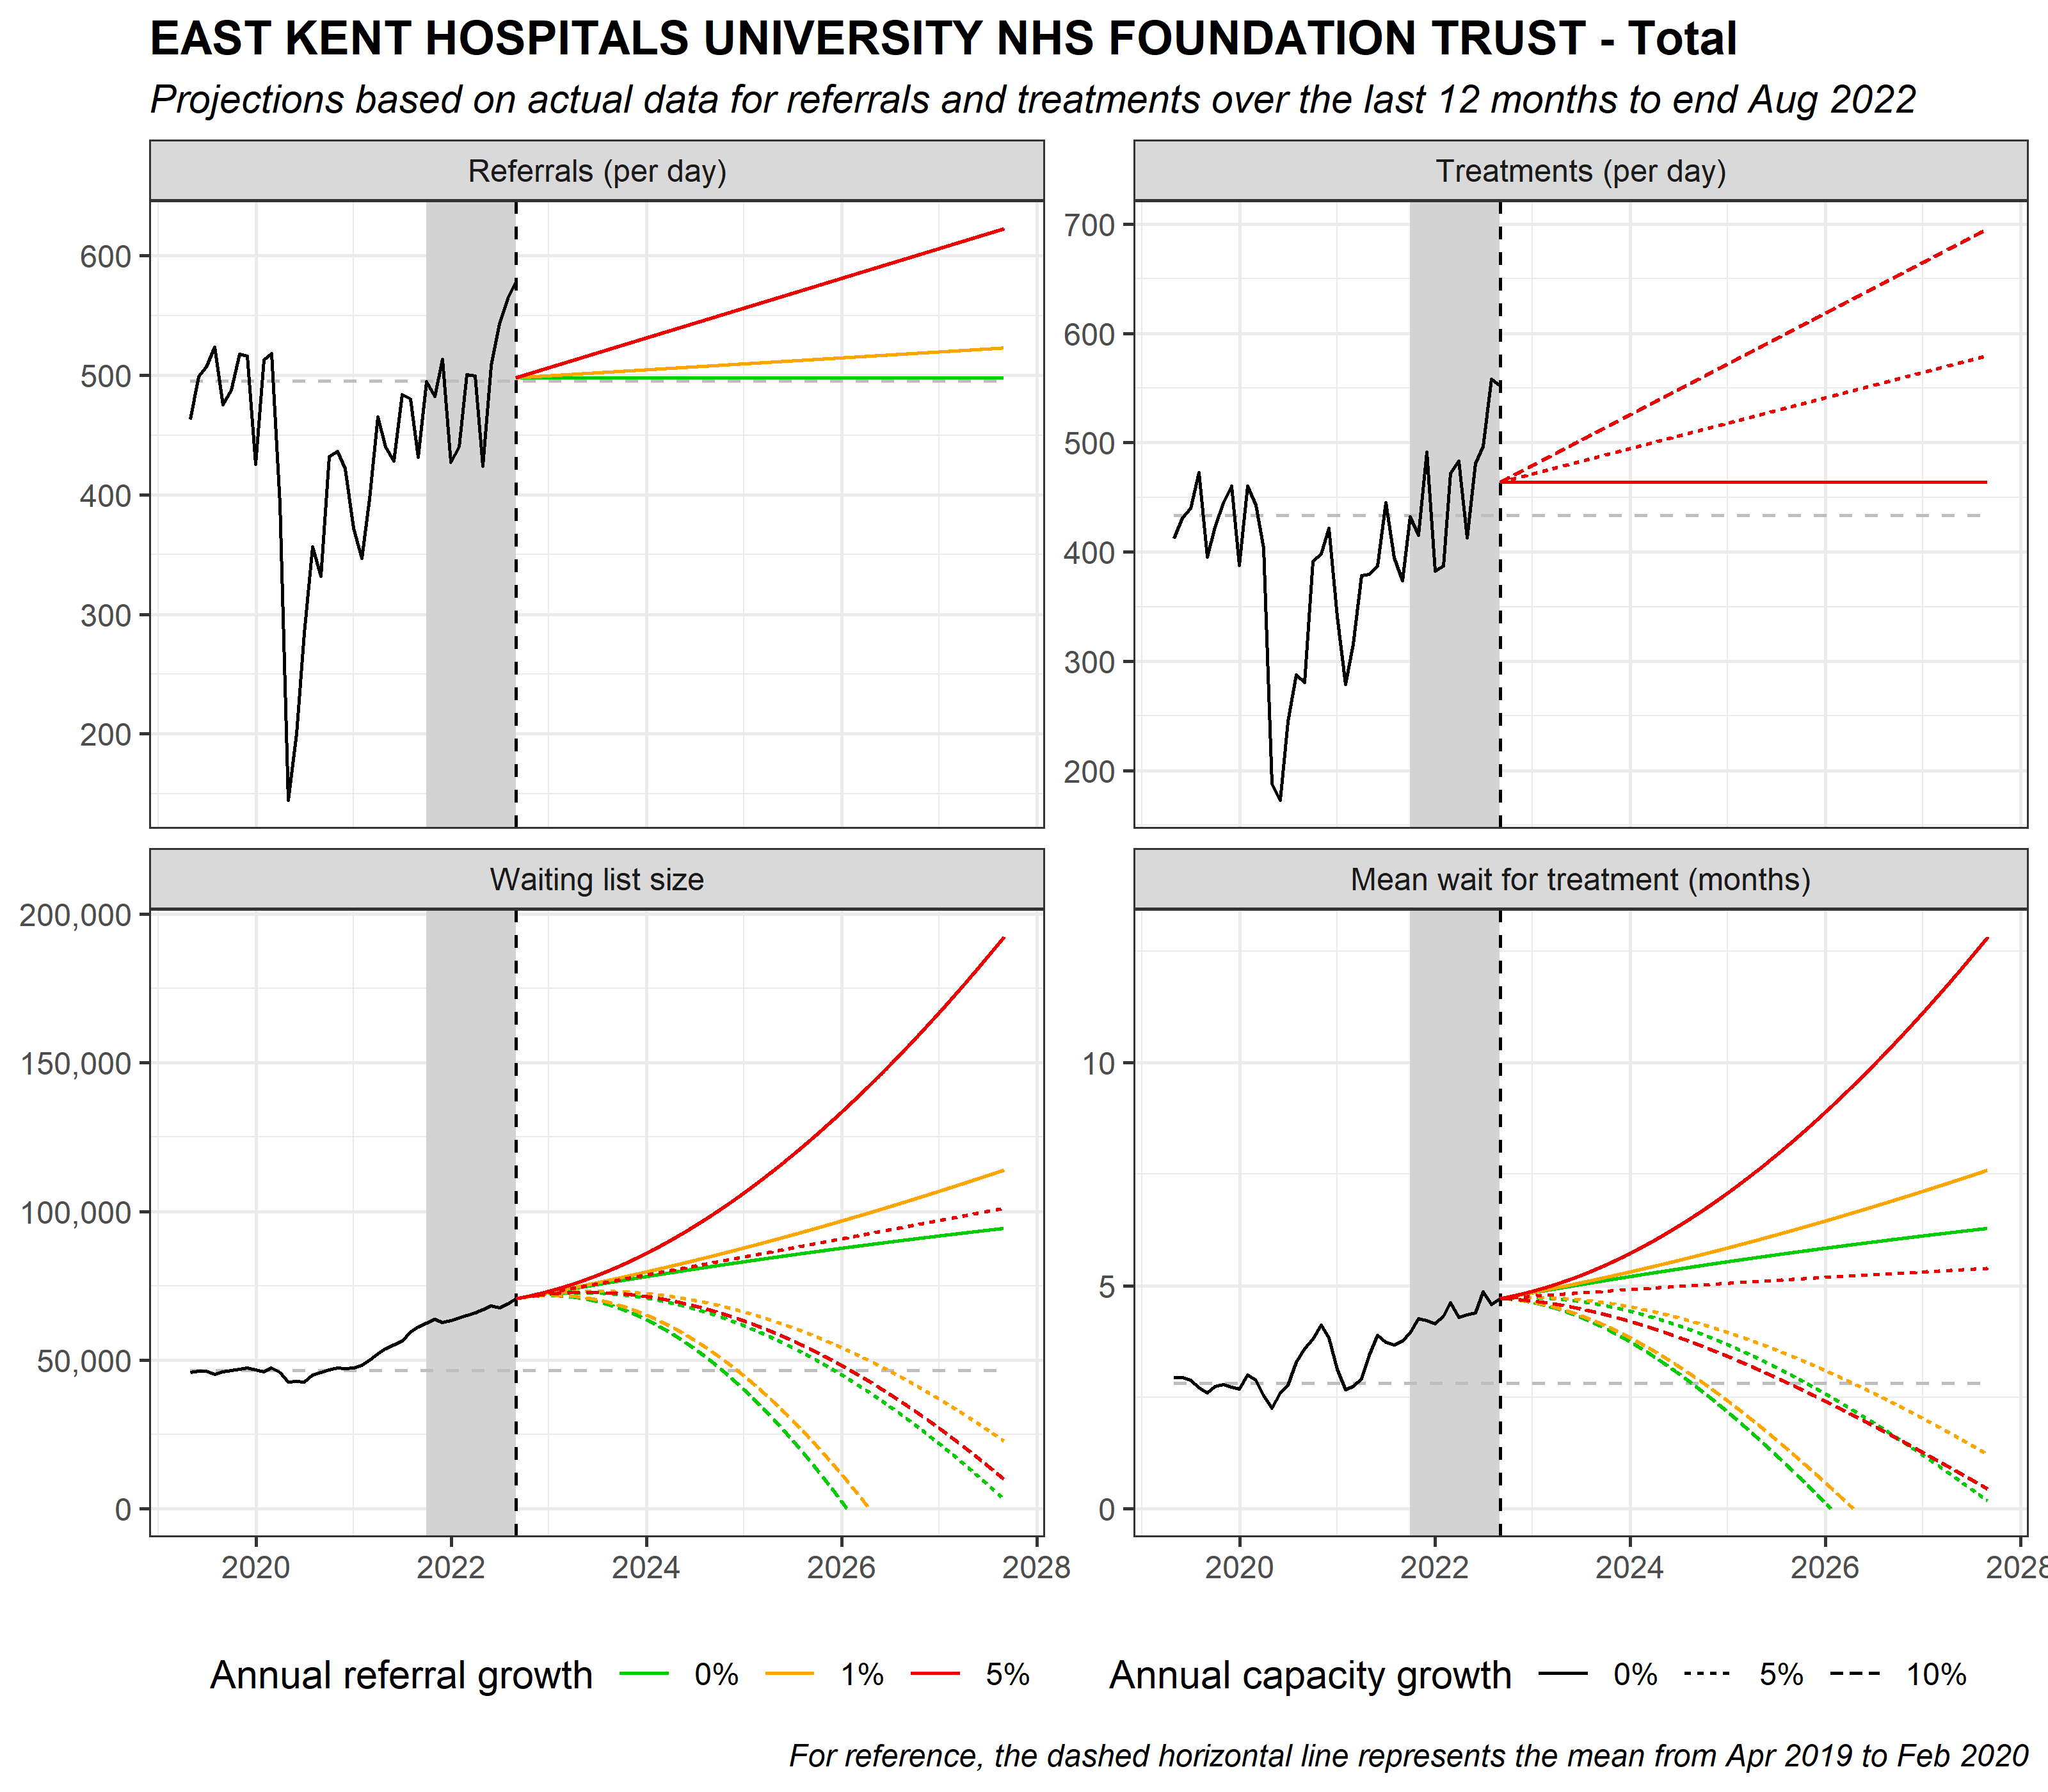 EAST KENT HOSPITALS UNIVERSITY NHS FOUNDATION TRUST - Total
Projections based on actual data for referrals and treatments over the last 12 months to end Aug 2022
Referrals (per day)
600
500
400
300
200
Treatments (per day)
700
600
500
400
300
200
Waiting list size
200,000
150,000
100,000
50,000
0
2020 2022 2024 2026 2028
Mean wait for treatment (months)
10
5
0
2020 2022 2024 2026 2028
Annual referral growth 0% 1% 5%
Annual capacity growth 0% 5% 10%
For reference, the dashed horizontal line represents the mean from Apr 2019 to Feb 2020